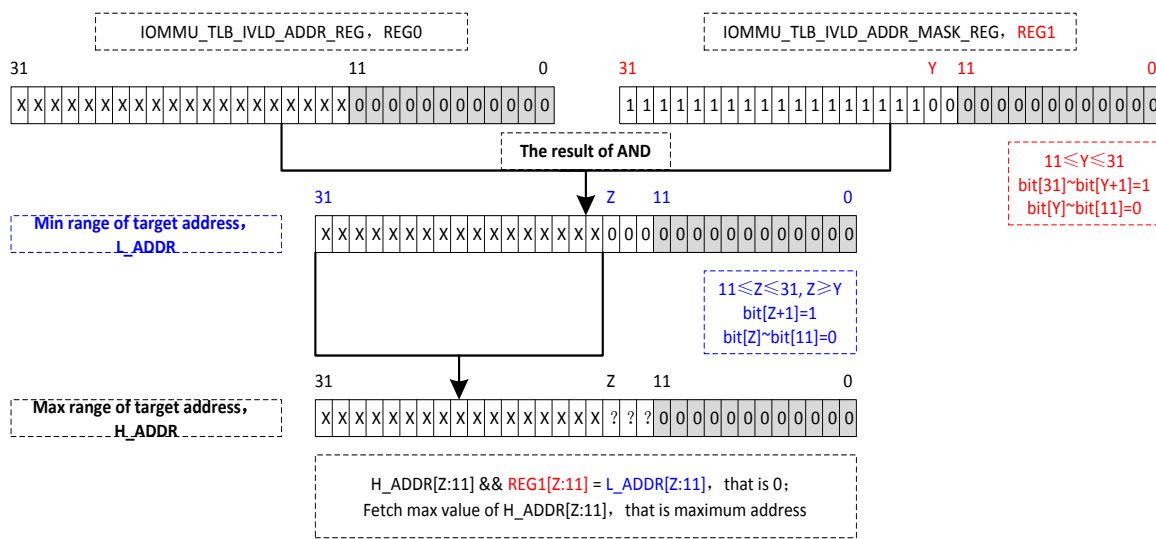 IOMMU_TLB_IVLD_ADDR_REG，REG0
IOMMU_TLB_IVLD_ADDR_MASK_REG，REG1
31 11 0
31 Y 11 0
X X X X X X X X X X X X X X X X X X X X 0 0 0 0 0 0 0 0 0 0 0 0
1 1 1 1 1 1 1 1 1 1 1 1 1 1 1 1 1 1 0 0 0 0 0 0 0 0 0 0 0 0 0 0
The result of AND
11≤Y≤31
bit[31]~bit[Y+1]=1
bit[Y]~bit[11]=0
31 Z 11 0
Min range of target address，
L_ADDR
X X X X X X X X X X X X X X X X X 0 0 0 0 0 0 0 0 0 0 0 0 0 0 0
11≤Z≤31, Z≥Y
bit[Z+1]=1
bit[Z]~bit[11]=0
31 Z 11 0
Max range of target address，
H_ADDR
X X X X X X X X X X X X X X X X X ? ? ? 0 0 0 0 0 0 0 0 0 0 0 0
H_ADDR[Z:11] && REG1[Z:11] = L_ADDR[Z:11]，that is 0；
Fetch max value of H_ADDR[Z:11]，that is maximum address